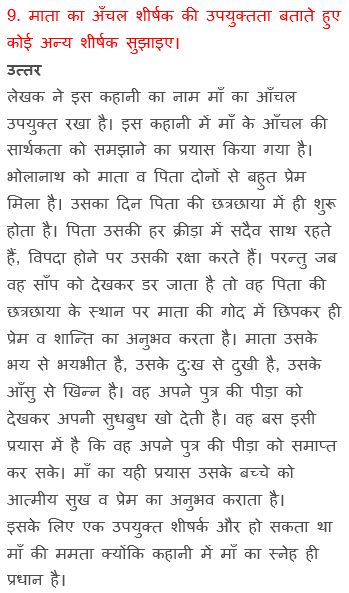 9. माता का अँचल शीर्षक की उपयुक्तता बताते हुए
कोई अन्य शीर्षक सुझाइए।
उत्तर
लेखक ने इस कहानी का नाम माँ का आँचल
उपयुक्त रखा है। इस कहानी में माँ के आँचल की
सार्थकता को समझाने का प्रयास किया गया है।
भोलानाथ को माता व पिता दोनों से बहुत प्रेम
मिला है। उसका दिन पिता की छत्रछाया में ही शुरू
होता है। पिता उसकी हर क्रीड़ा में सदैव साथ रहते
हैं, विपदा होने पर उसकी रक्षा करते हैं। परन्तु जब
वह साँप को देखकर डर जाता है तो वह पिता की
छत्रछाया के स्थान पर माता की गोद में छिपकर ही
प्रेम व शान्ति का अनुभव करता है। माता उसके
भय से भयभीत है, उसके दु:ख से दुखी है, उसके
आँसु से खिन्न है। वह अपने पुत्र की पीड़ा को
देखकर अपनी सुधबुध खो देती है। वह बस इसी
प्रयास में है कि वह अपने पुत्र की पीड़ा को समाप्त
कर सके। माँ का यही प्रयास उसके बच्चे को
आत्मीय सुख व प्रेम का अनुभव कराता है।
इसके लिए एक उपयुक्त शीषर्क और हो सकता था
माँ की ममता क्योंकि कहानी में माँ का स्नेह ही
प्रधान है।